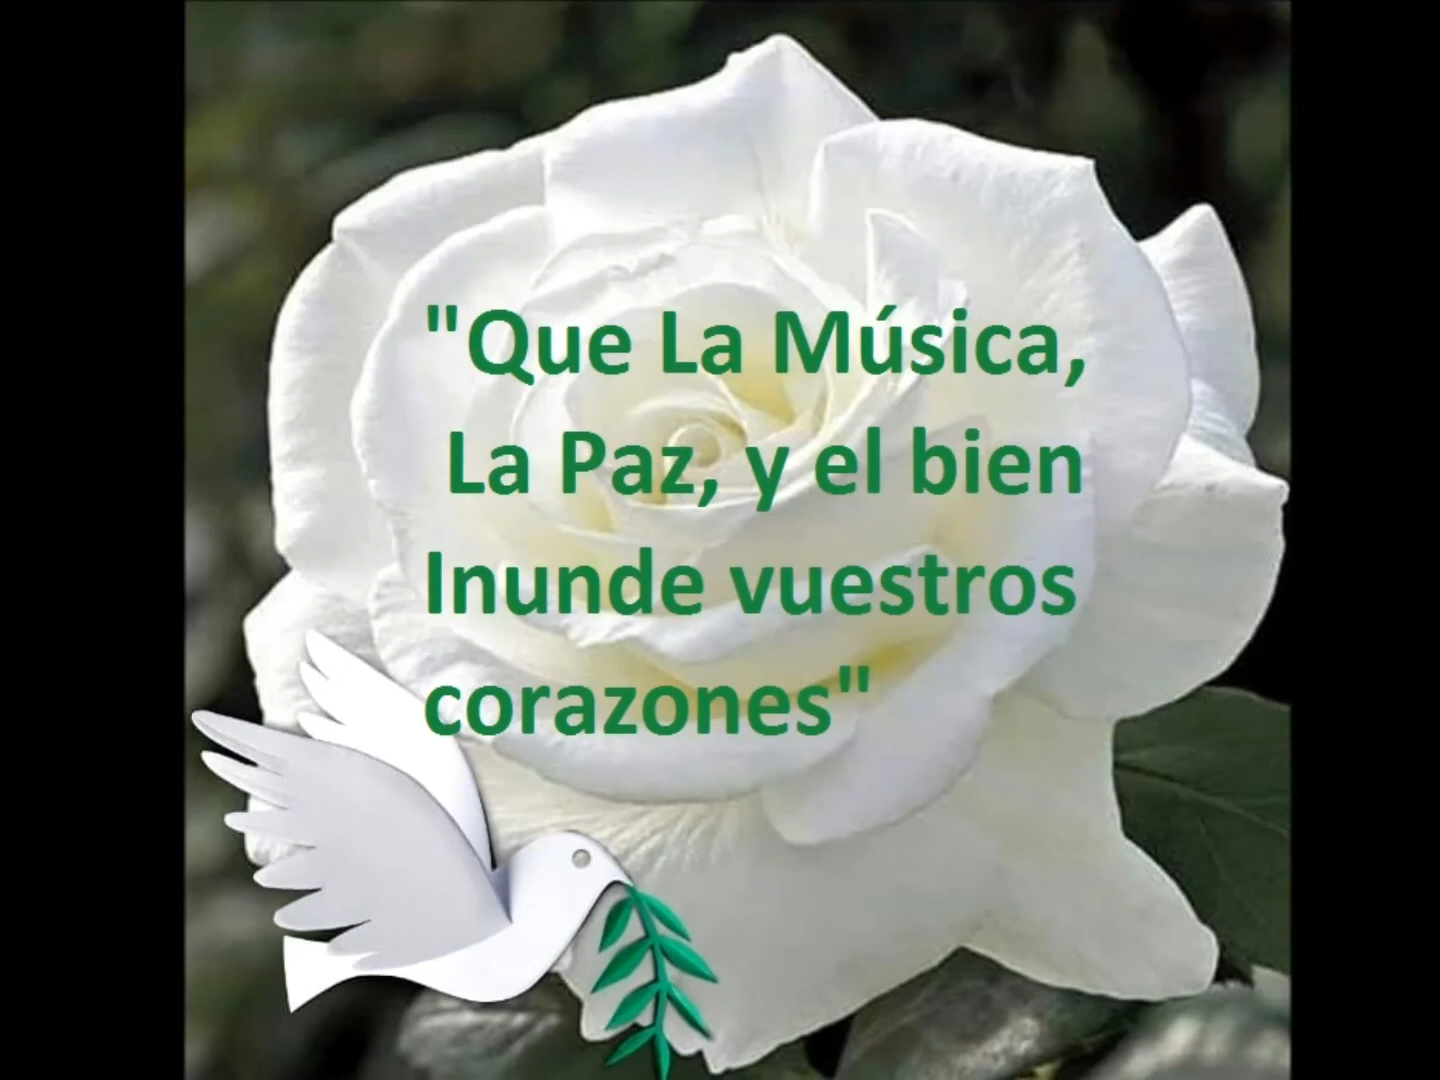 "Que La Música,
La Paz, y el bien
Inunde vuestros
corazones"